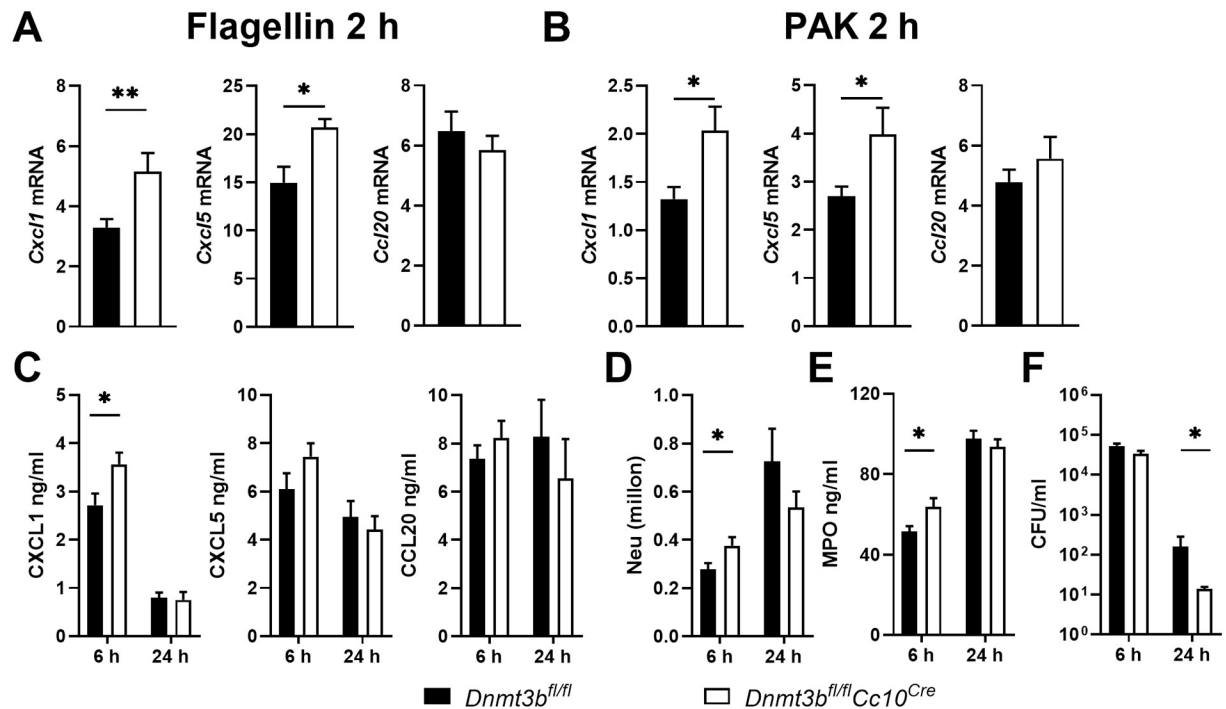 A Flagellin 2 h B PAK 2 h
** * * *
8 6 4 2 0 Cxcl1 mRNA
25 20 15 10 5 0 Cxcl5 mRNA
8 6 4 2 0 Ccl20 mRNA
2.5 2.0 1.5 1.0 0.5 0.0 Cxcl1 mRNA
5 4 3 2 1 0 Cxcl5 mRNA
8 6 4 2 0 Ccl20 mRNA
C D E F
5 4 3 2 1 0 CXCL1 ng/ml * 6 h 24 h
10 8 6 4 2 0 CXCL5 ng/ml 6 h 24 h
10 8 6 4 2 0 CCL20 ng/ml 6 h 24 h
1.0 0.8 0.6 0.4 0.2 0.0 Neu (millon) * 6 h 24 h
120 80 40 0 MPO ng/ml * 6 h 24 h
10⁶ 10⁵ 10⁴ 10³ 10² 10¹ 10⁰ CFU/ml * 6 h 24 h
Dnmt3b^fl/fl Dnmt3b^fl/fl Cc10^Cre